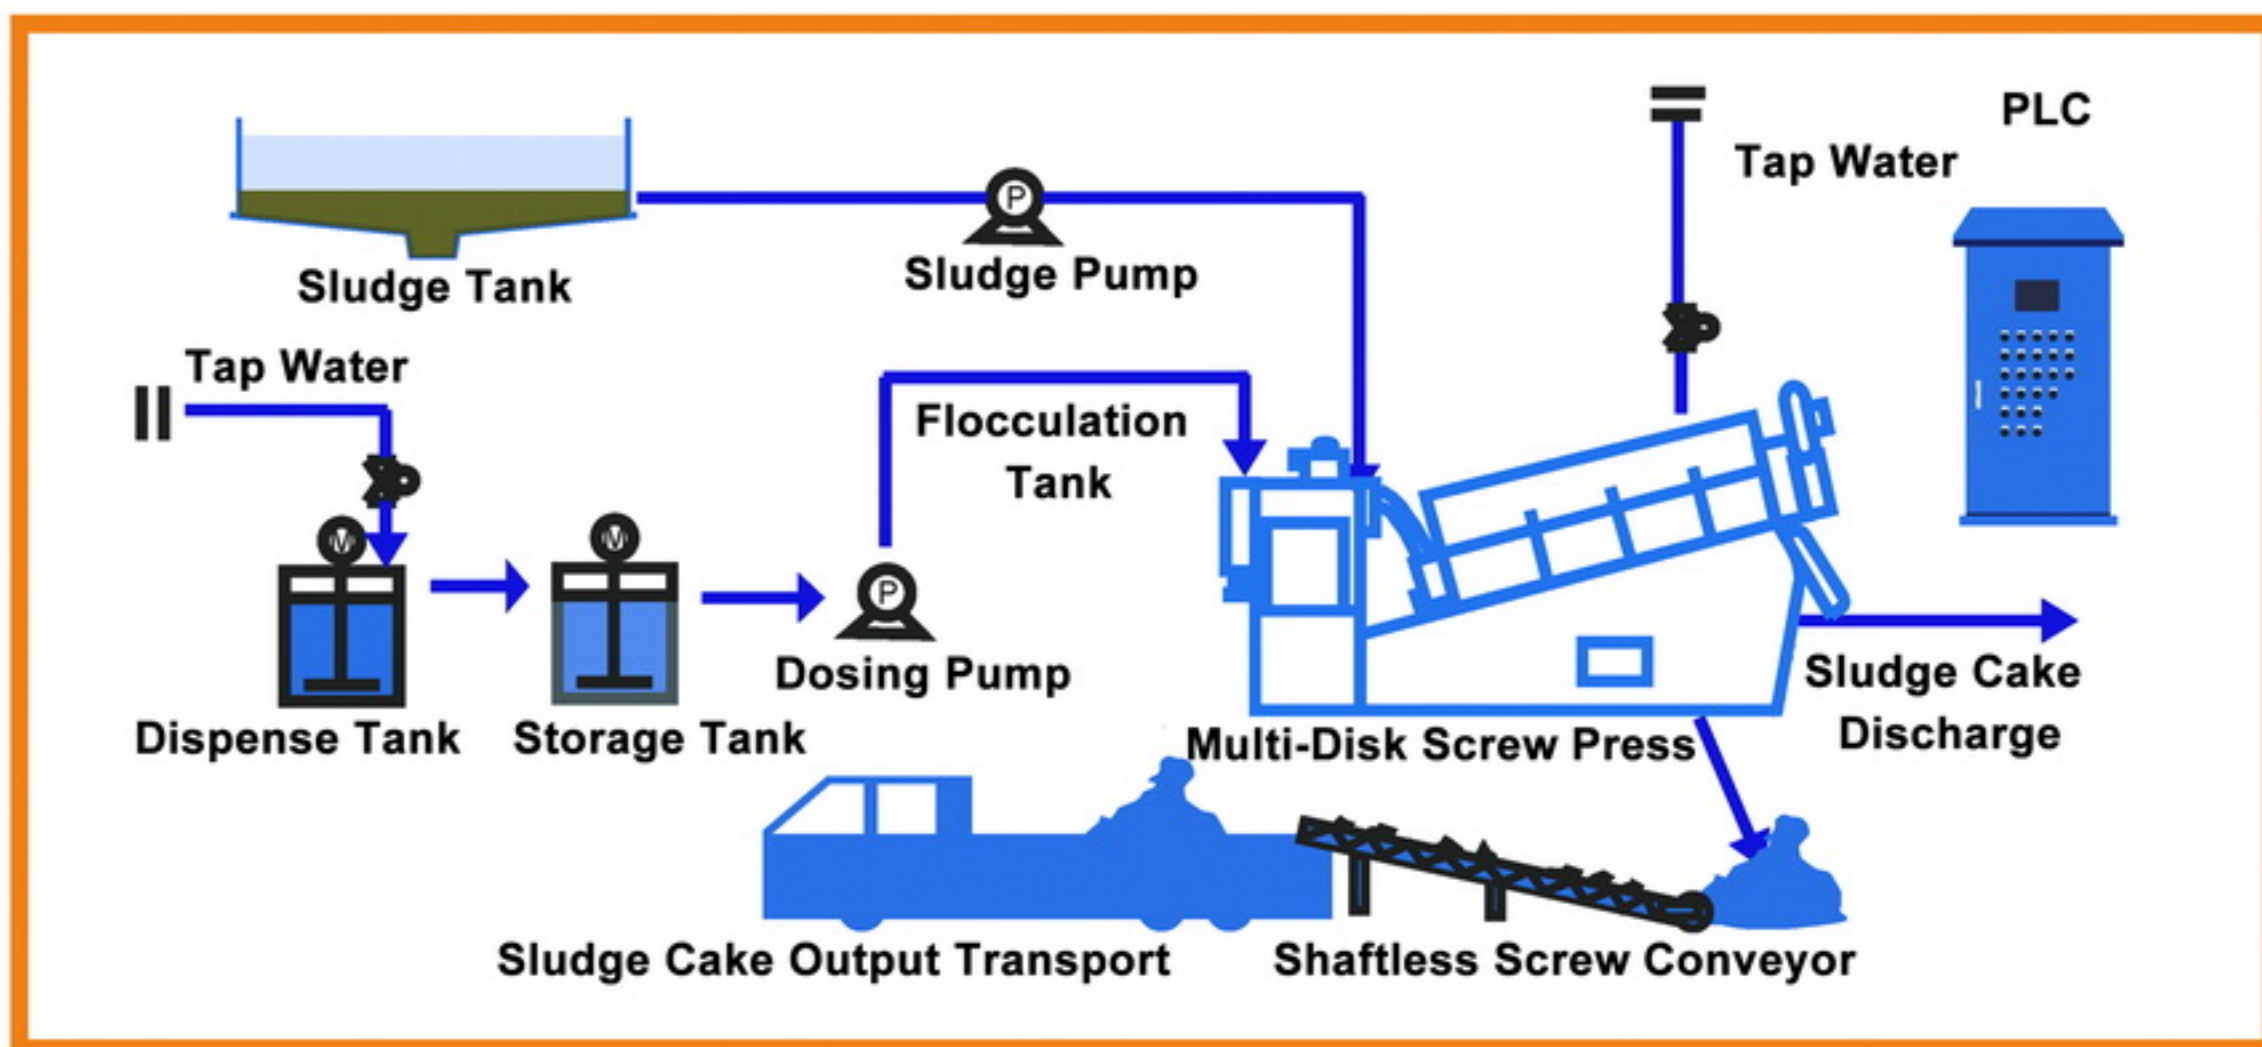 PLC
Tap Water
P
Sludge Pump
Sludge Tank
Tap Water
Flocculation
Tank
M
M
P
Dosing Pump
Dispense Tank
Storage Tank
Multi-Disk Screw Press
Sludge Cake
Discharge
Sludge Cake Output Transport
Shaftless Screw Conveyor